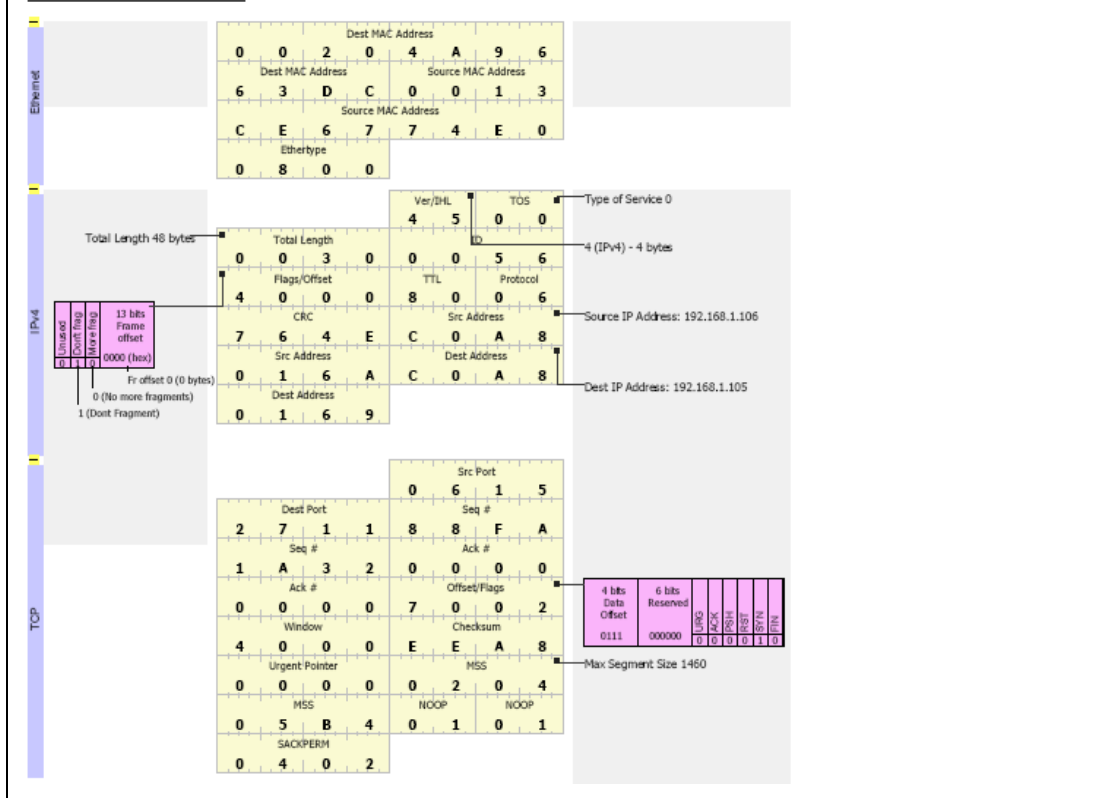 Ethernet
Dest MAC Address
0 0 2 0 4 A 9 6
Dest MAC Address Source MAC Address
6 3 D C 0 0 1 3
Source MAC Address
C E 6 7 7 4 E 0
Ethertype
0 8 0 0
IPv4
Ver/IHL TOS
4 5 0 0
Type of Service 0
Total Length 48 bytes
Total Length ID
0 0 3 0 0 0 5 6
4 (IPv4) - 4 bytes
Flags/Offset TTL Protocol
4 0 0 0 8 0 0 6
Unused
0
Dont frag
1
More frag
0
13 bits
Frame
offset
0000 (hex)
Fr offset 0 (0 bytes)
0 (No more fragments)
1 (Dont Fragment)
CRC Src Address
7 6 4 E C 0 A 8
Source IP Address: 192.168.1.106
Src Address Dest Address
0 1 6 A C 0 A 8
Dest IP Address: 192.168.1.105
Dest Address
0 1 6 9
TCP
Src Port
0 6 1 5
Dest Port Seq #
2 7 1 1 8 8 F A
Seq # Ack #
1 A 3 2 0 0 0 0
Ack # Offset/Flags
0 0 0 0 7 0 0 2
4 bits
Data
Offset
0111
6 bits
Reserved
000000
URG
0
ACK
0
PSH
0
RST
0
SYN
1
FIN
0
Window Checksum
4 0 0 0 E E A 8
Urgent Pointer MSS
0 0 0 0 0 2 0 4
Max Segment Size 1460
MSS NOOP NOOP
0 5 B 4 0 1 0 1
SACKPERM
0 4 0 2